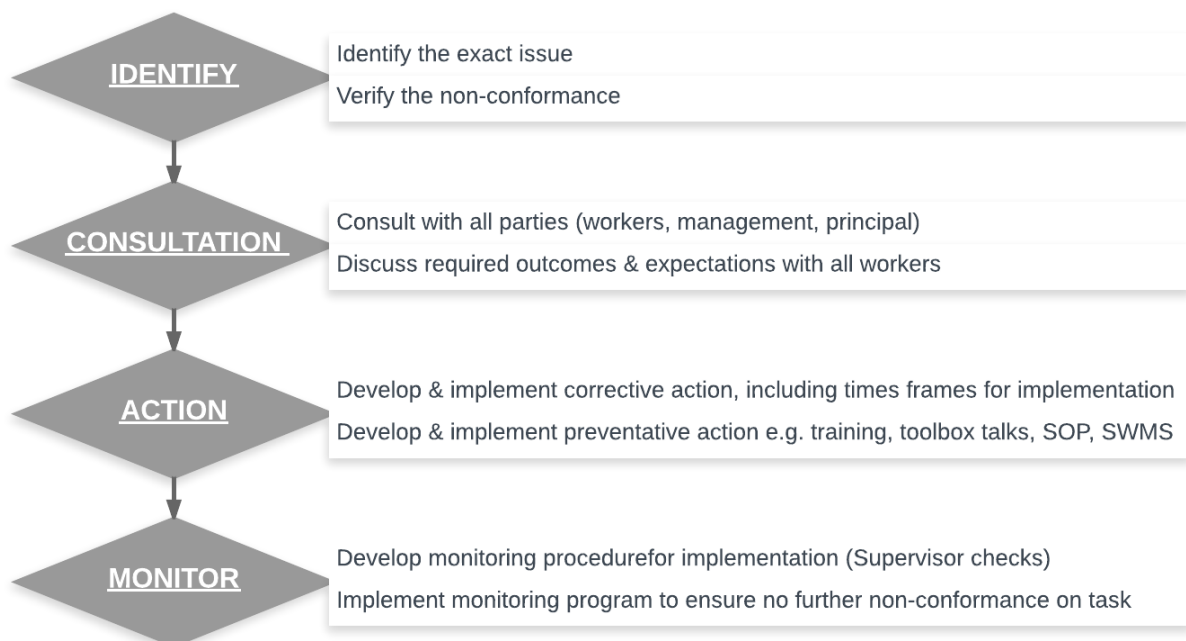 IDENTIFY
Identify the exact issue
Verify the non-conformance
CONSULTATION
Consult with all parties (workers, management, principal)
Discuss required outcomes & expectations with all workers
ACTION
Develop & implement corrective action, including times frames for implementation
Develop & implement preventative action e.g. training, toolbox talks, SOP, SWMS
MONITOR
Develop monitoring procedurefor implementation (Supervisor checks)
Implement monitoring program to ensure no further non-conformance on task